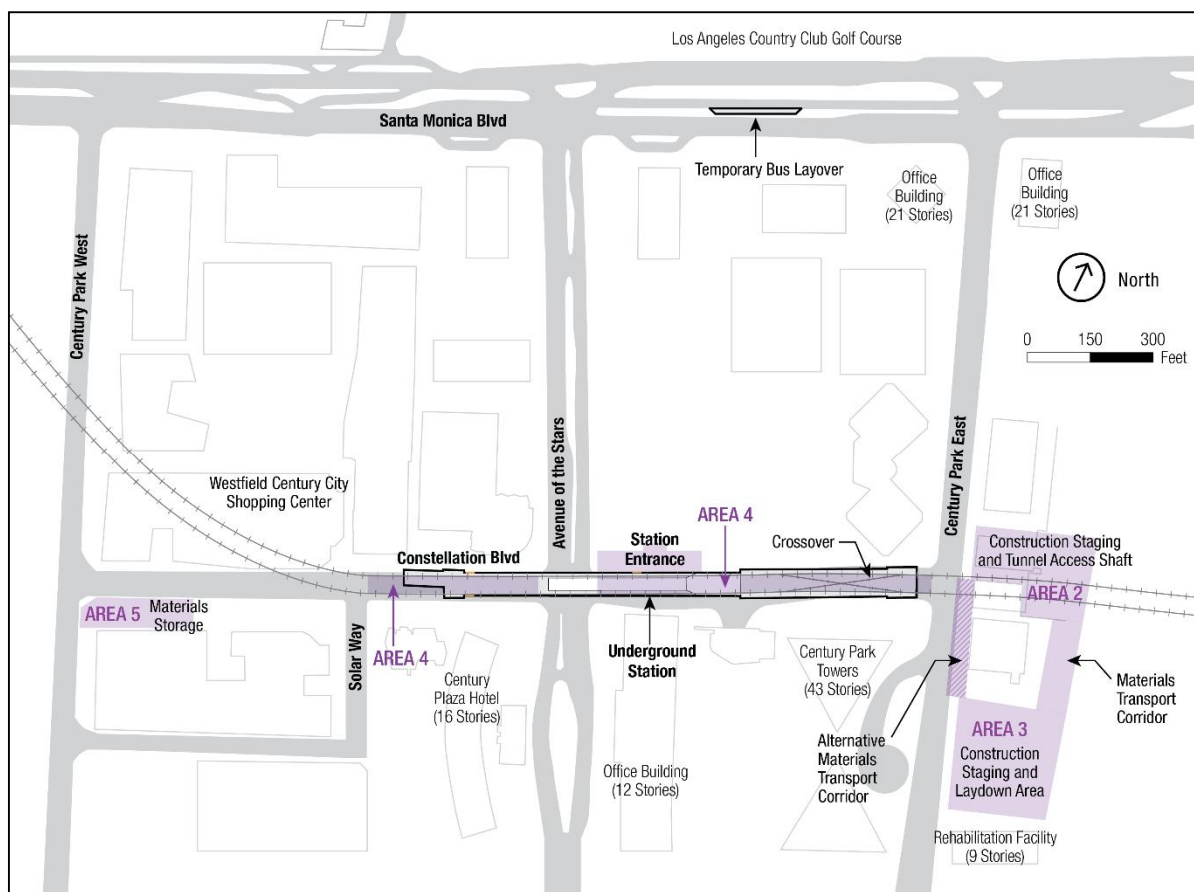 Los Angeles Country Club Golf Course
Santa Monica Blvd
Temporary Bus Layover
Office
Building
(21 Stories)
Office
Building
(21 Stories)
North
0 150 300
Feet
Century Park West
Avenue of the Stars
Century Park East
Westfield Century City
Shopping Center
Constellation Blvd
Station
Entrance
AREA 4
Crossover
Construction Staging
and Tunnel Access Shaft
AREA 2
AREA 5
Materials
Storage
Solar Way
AREA 4
Century
Plaza Hotel
(16 Stories)
Underground
Station
Century Park
Towers
(43 Stories)
Materials
Transport
Corridor
Office Building
(12 Stories)
Alternative
Materials
Transport
Corridor
AREA 3
Construction
Staging and
Laydown Area
Rehabilitation Facility
(9 Stories)